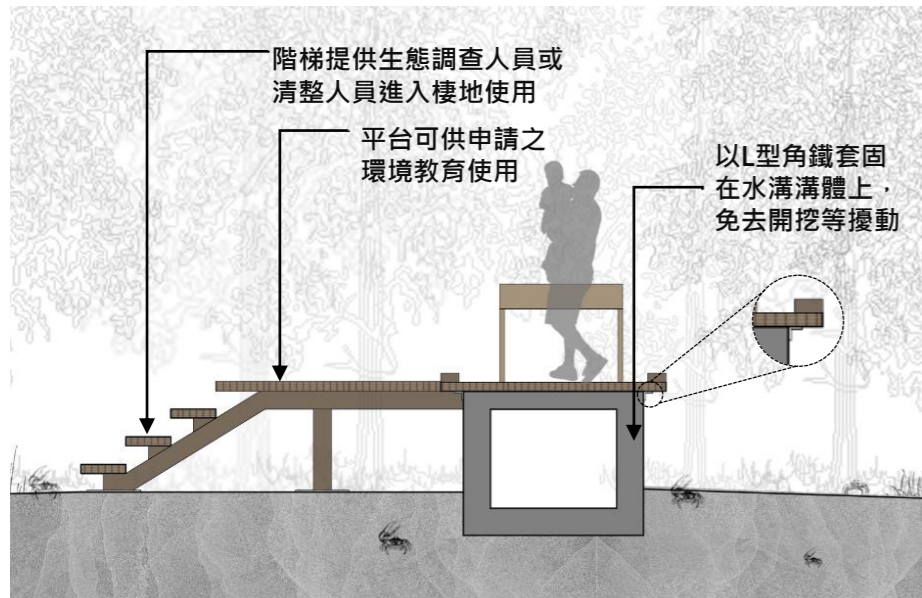 階梯提供生態調查人員或
清整人員進入棲地使用
平台可供申請之
環境教育使用
以L型角鐵套固
在水溝溝體上，
免去開挖等擾動